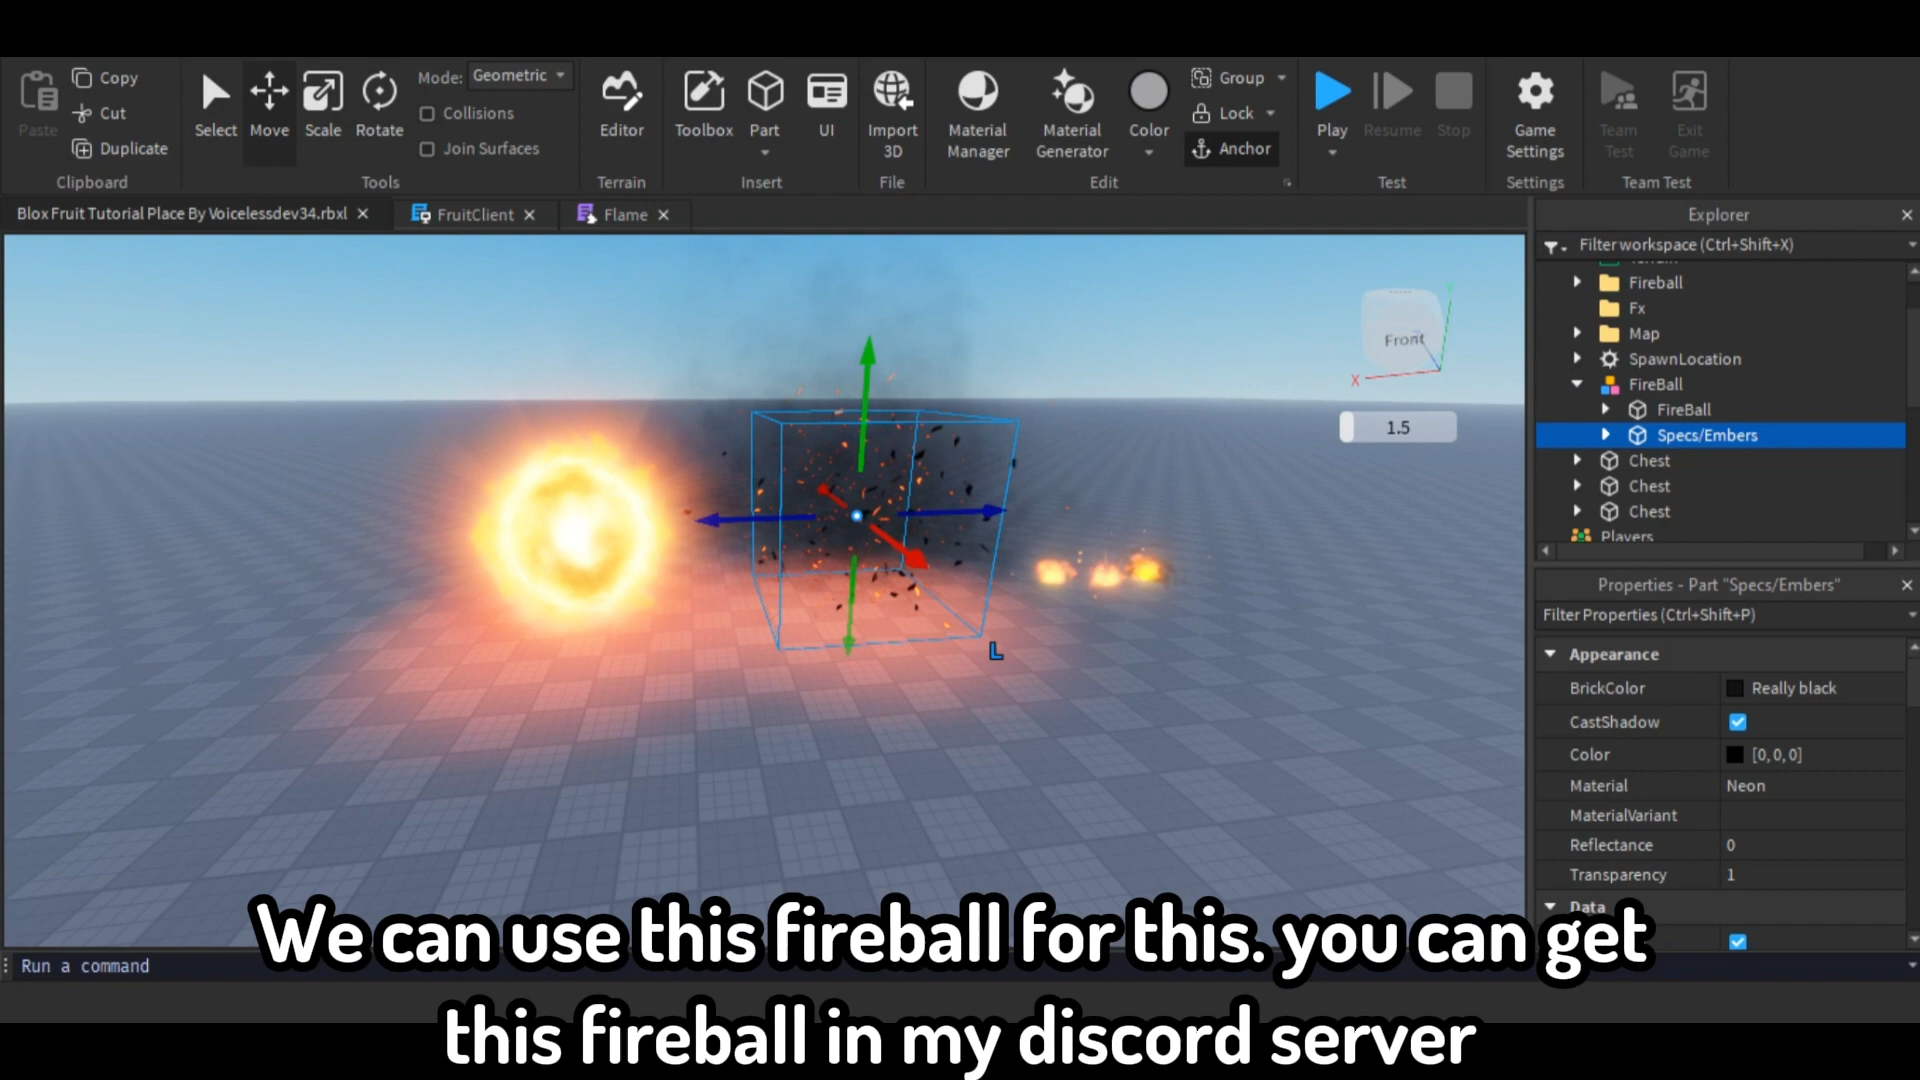 Paste
Copy
Cut
Duplicate
Clipboard
Select
Move
Scale
Rotate
Mode: Geometric
Collisions
Join Surfaces
Tools
Editor
Terrain
Toolbox
Part
UI
Insert
Import
3D
File
Material
Manager
Material
Generator
Color
Group
Lock
Anchor
Edit
Play
Resume
Stop
Test
Game
Settings
Settings
Team
Test
Exit
Game
Team Test
Blox Fruit Tutorial Place By Voicelessdev34.rbxl
FruitClient
Flame
Front
X
1.5
L
Explorer
Filter workspace (Ctrl+Shift+X)
Fireball
Fx
Map
SpawnLocation
FireBall
FireBall
Specs/Embers
Chest
Chest
Chest
Players
Properties - Part "Specs/Embers"
Filter Properties (Ctrl+Shift+P)
Appearance
BrickColor Really black
CastShadow
Color [0,0,0]
Material Neon
MaterialVariant
Reflectance 0
Transparency 1
Data
Run a command
We can use this fireball for this. you can get
this fireball in my discord server